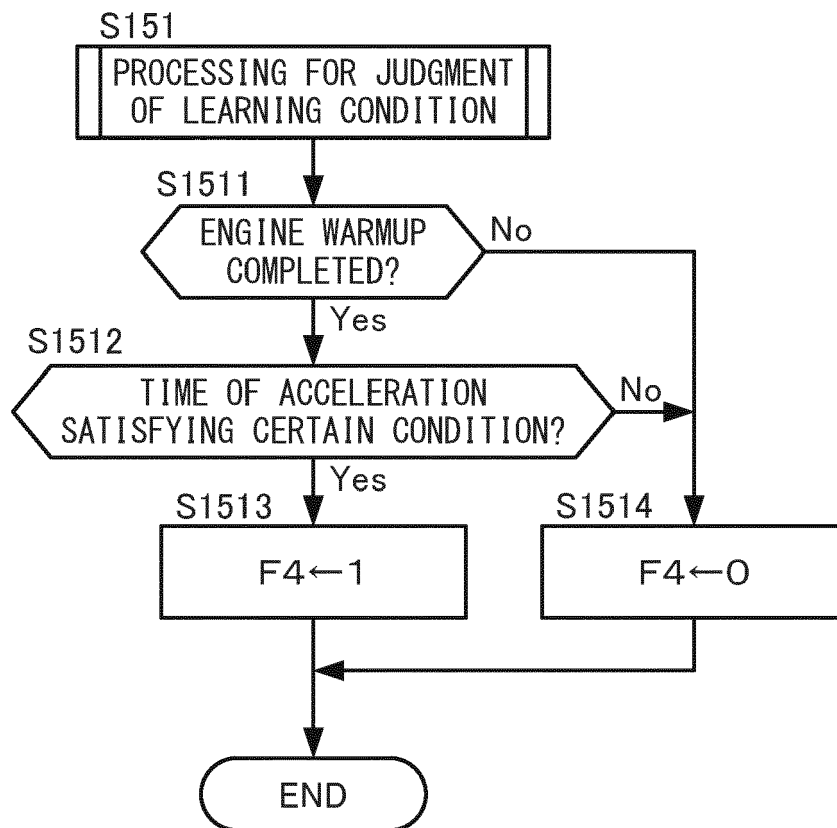 S151
PROCESSING FOR JUDGMENT
OF LEARNING CONDITION
S1511
ENGINE WARMUP
COMPLETED?
No
Yes
S1512
TIME OF ACCELERATION
SATISFYING CERTAIN CONDITION?
No
Yes
S1513
F4←1
S1514
F4←0
END